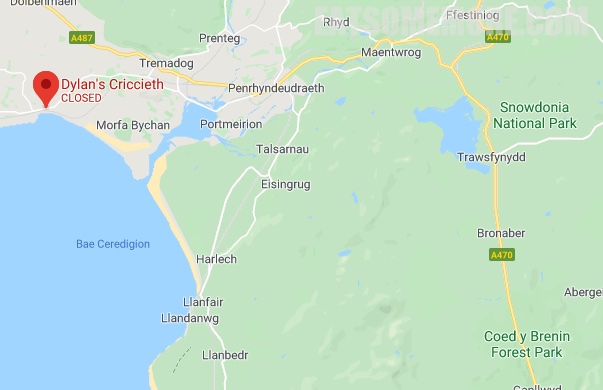 Dolbenmaen
Rhyd
Ffestiniog
A487
Prenteg
A470
Maentwrog
Tremadog
Dylan's Criccieth
CLOSED
Penrhyndeudraeth
Snowdonia
National Park
Morfa Bychan
Portmeirion
Talsarnau
Trawsfynydd
Eisingrug
Bronaber
Bae Ceredigion
A470
Harlech
Aberge
Llanfair
Llandanwg
Coed y Brenin
Forest Park
Llanbedr